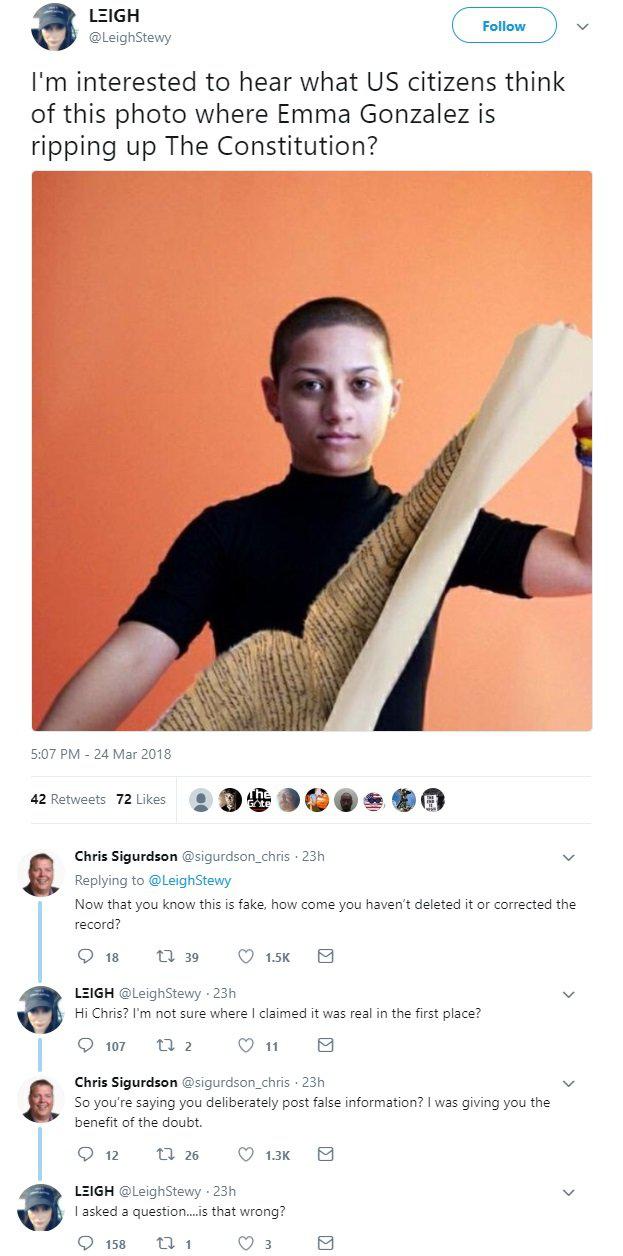 LΞIGH
@LeighStewy
Follow
I'm interested to hear what US citizens think
of this photo where Emma Gonzalez is
ripping up The Constitution?
5:07 PM - 24 Mar 2018
42 Retweets 72 Likes
Chris Sigurdson @sigurdson_chris · 23h
Replying to @LeighStewy
Now that you know this is fake, how come you haven't deleted it or corrected the
record?
18 39 1.5K
LΞIGH @LeighStewy · 23h
Hi Chris? I'm not sure where I claimed it was real in the first place?
107 2 11
Chris Sigurdson @sigurdson_chris · 23h
So you're saying you deliberately post false information? I was giving you the
benefit of the doubt.
12 26 1.3K
LΞIGH @LeighStewy · 23h
I asked a question....is that wrong?
158 1 3